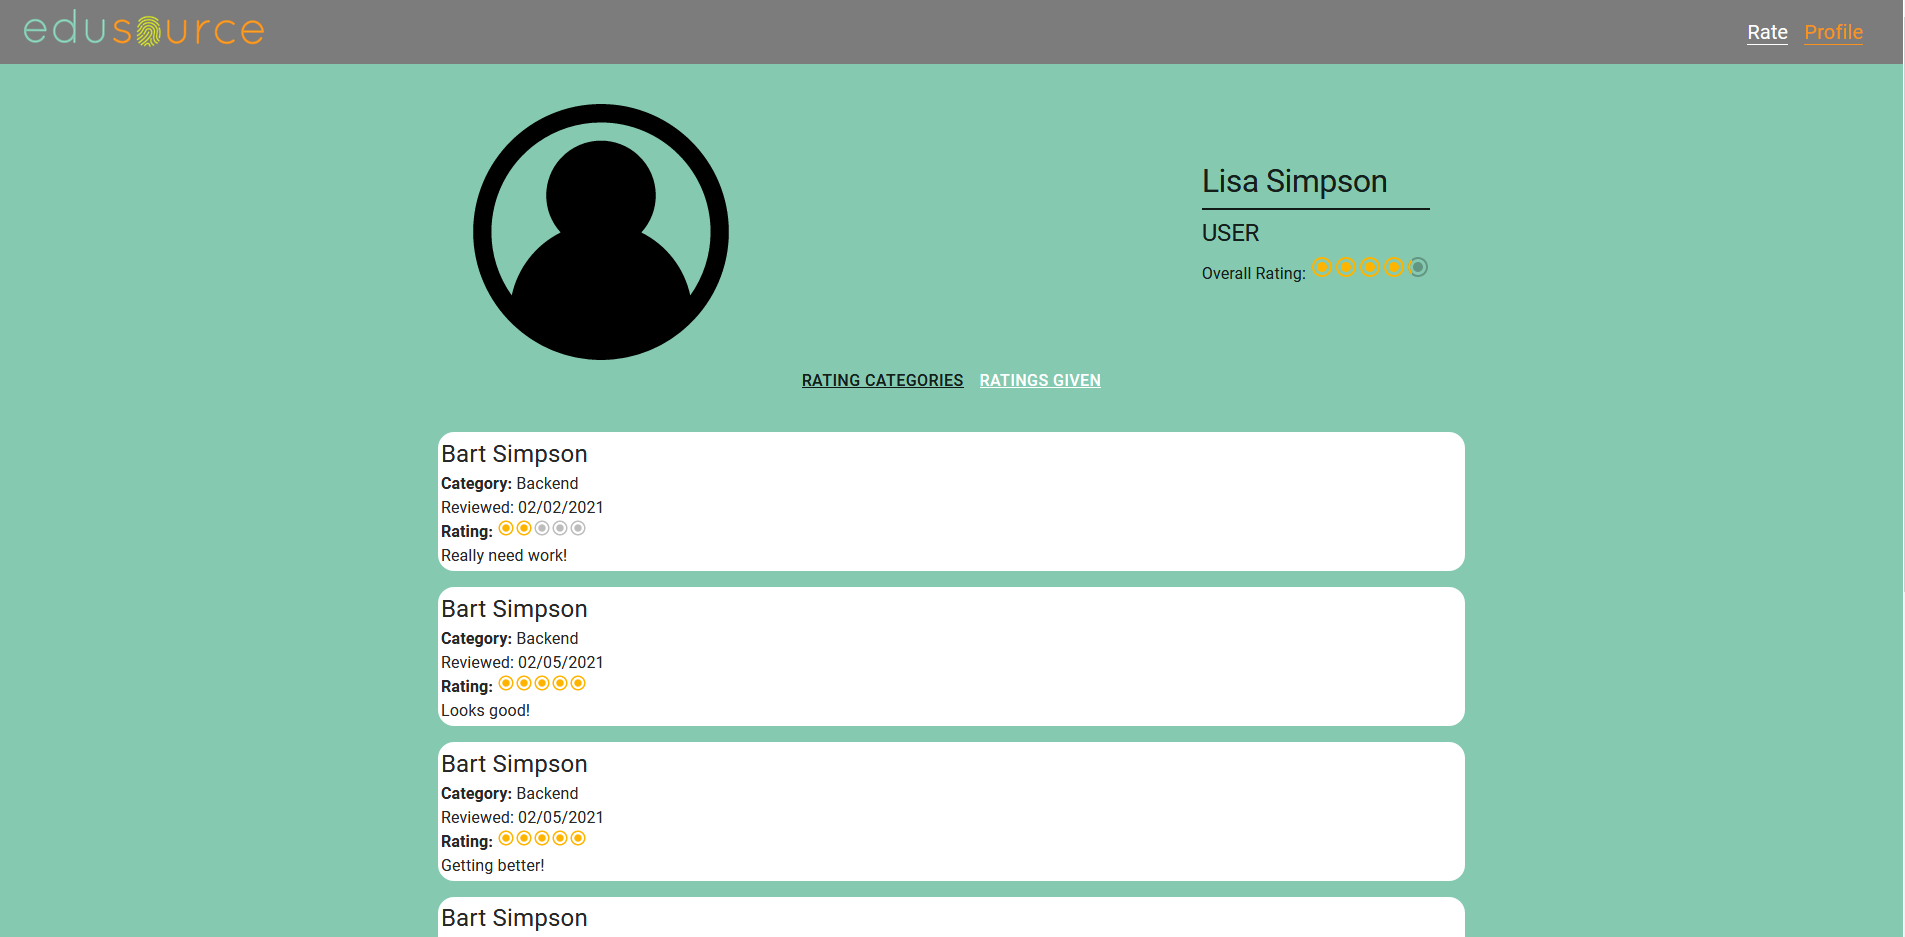 edusource
Rate Profile
Lisa Simpson
USER
Overall Rating:
RATING CATEGORIES RATINGS GIVEN
Bart Simpson
Category: Backend
Reviewed: 02/02/2021
Rating:
Really need work!
Bart Simpson
Category: Backend
Reviewed: 02/05/2021
Rating:
Looks good!
Bart Simpson
Category: Backend
Reviewed: 02/05/2021
Rating:
Getting better!
Bart Simpson